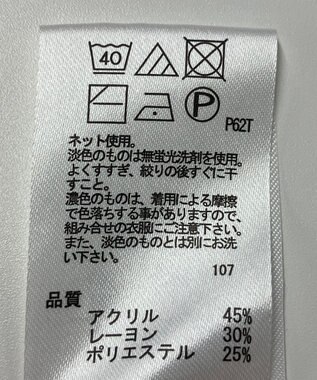 40
P
P62T
ネット使用。
淡色のものは無蛍光洗剤を使用。
よくすすぎ、絞りの後すぐに干
すこと。
濃色のものは、着用による摩擦
で色落ちする事がありますので、
組み合せの衣服にご注意下さい。
また、淡色のものとは別にお洗
い下さい。
107
品質
アクリル 45%
レーヨン 30%
ポリエステル 25%